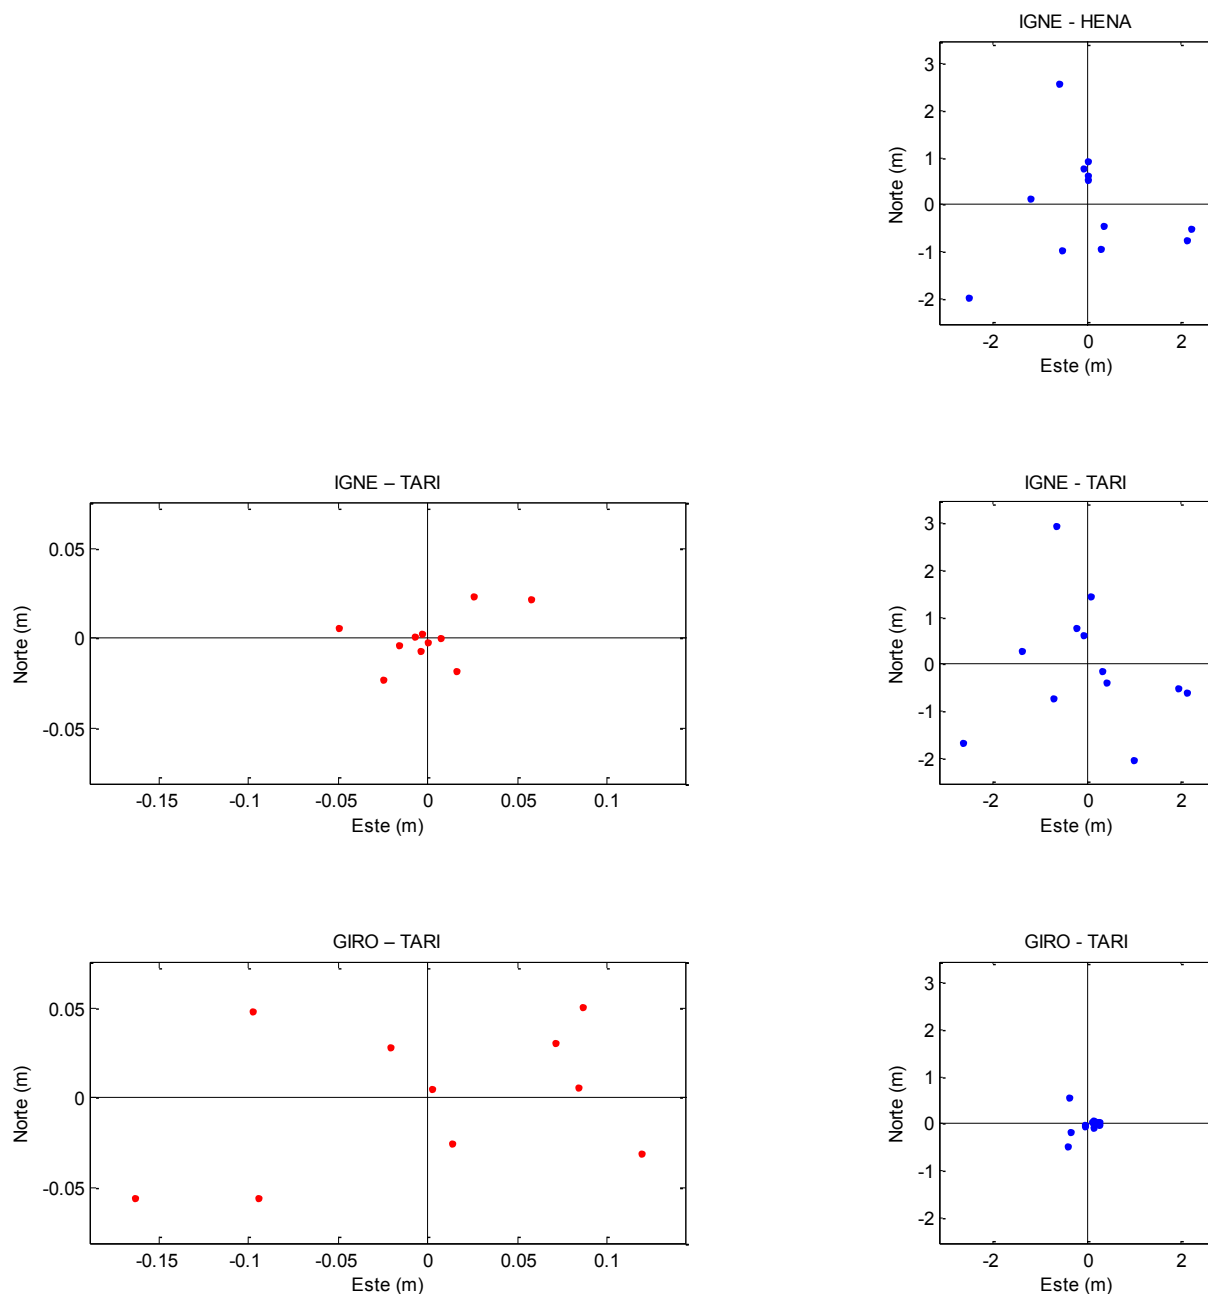 IGNE - HENA
3
2
1
0
-1
-2
Norte (m)
-2 0 2
Este (m)
IGNE – TARI
0.05
0
-0.05
Norte (m)
-0.15 -0.1 -0.05 0 0.05 0.1
Este (m)
IGNE - TARI
3
2
1
0
-1
-2
Norte (m)
-2 0 2
Este (m)
GIRO – TARI
0.05
0
-0.05
Norte (m)
-0.15 -0.1 -0.05 0 0.05 0.1
Este (m)
GIRO - TARI
3
2
1
0
-1
-2
Norte (m)
-2 0 2
Este (m)